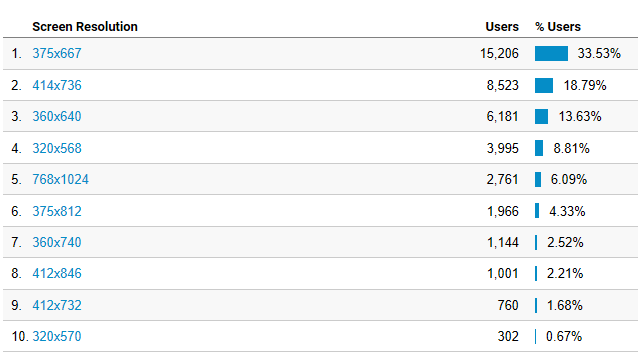 Screen Resolution Users % Users
1. 375x667 15,206 33.53%
2. 414x736 8,523 18.79%
3. 360x640 6,181 13.63%
4. 320x568 3,995 8.81%
5. 768x1024 2,761 6.09%
6. 375x812 1,966 4.33%
7. 360x740 1,144 2.52%
8. 412x846 1,001 2.21%
9. 412x732 760 1.68%
10. 320x570 302 0.67%